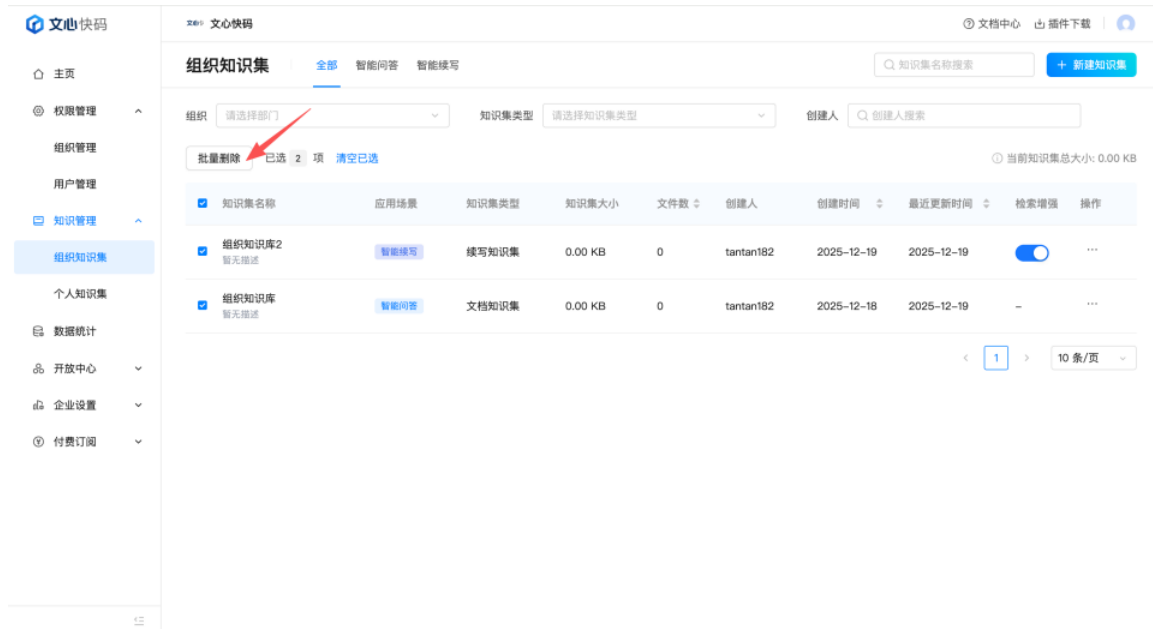 文心快码
文心快码 文档中心 插件下载
组织知识集 全部 智能问答 智能续写 知识集名称搜索 + 新建知识集
主页
权限管理
组织管理
用户管理
知识管理
组织知识集
个人知识集
数据统计
开放中心
企业设置
付费订阅
组织 请选择部门 知识集类型 请选择知识集类型 创建人 创建人搜索
批量删除 已选 2 项 清空已选 当前知识集总大小: 0.00 KB
知识集名称 应用场景 知识集类型 知识集大小 文件数 创建人 创建时间 最近更新时间 检索增强 操作
组织知识库2 智能续写 续写知识集 0.00 KB 0 tantan182 2025-12-19 2025-12-19 ···
暂无描述
组织知识库 智能问答 文档知识集 0.00 KB 0 tantan182 2025-12-18 2025-12-19 – ···
暂无描述
< 1 > 10 条/页